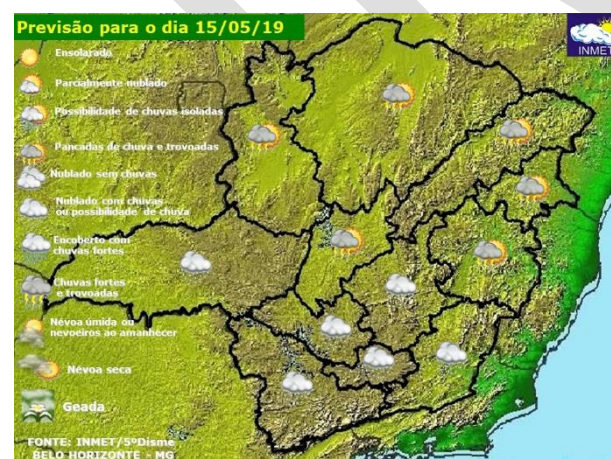 Previsão para o dia 15/05/19
INMET
Ensolarado
Parcialmente nublado
Possibilidade de chuvas isoladas
Pancadas de chuva e trovoadas
Nublado sem chuvas
Nublado com chuvas
ou possibilidade de chuva
Encoberto com
chuvas fortes
Chuvas fortes
e trovoadas
Névoa úmida ou
nevoeiros ao amanhecer
Névoa seca
Geada
FONTE: INMET/5ºDisme
BELO HORIZONTE - MG